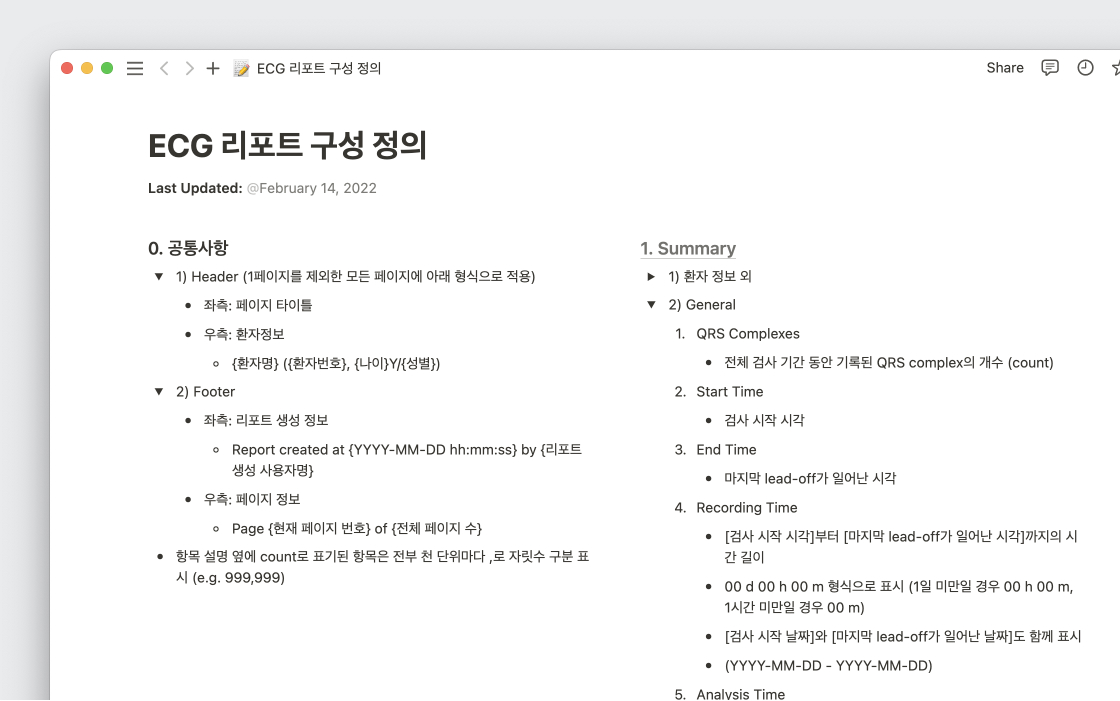 ECG 리포트 구성 정의
Share
ECG 리포트 구성 정의
Last Updated: @February 14, 2022
0. 공통사항
1) Header (1페이지를 제외한 모든 페이지에 아래 형식으로 적용)
좌측: 페이지 타이틀
우측: 환자정보
{환자명} ({환자번호}, {나이}Y/{성별})
2) Footer
좌측: 리포트 생성 정보
Report created at {YYYY-MM-DD hh:mm:ss} by {리포트
생성 사용자명}
우측: 페이지 정보
Page {현재 페이지 번호} of {전체 페이지 수}
항목 설명 옆에 count로 표기된 항목은 전부 천 단위마다 ,로 자릿수 구분 표
시 (e.g. 999,999)
1. Summary
1) 환자 정보 외
2) General
1. QRS Complexes
전체 검사 기간 동안 기록된 QRS complex의 개수 (count)
2. Start Time
검사 시작 시각
3. End Time
마지막 lead-off가 일어난 시각
4. Recording Time
[검사 시작 시각]부터 [마지막 lead-off가 일어난 시각]까지의 시
간 길이
00 d 00 h 00 m 형식으로 표시 (1일 미만일 경우 00 h 00 m,
1시간 미만일 경우 00 m)
[검사 시작 날짜]와 [마지막 lead-off가 일어난 날짜]도 함께 표시
(YYYY-MM-DD - YYYY-MM-DD)
5. Analysis Time